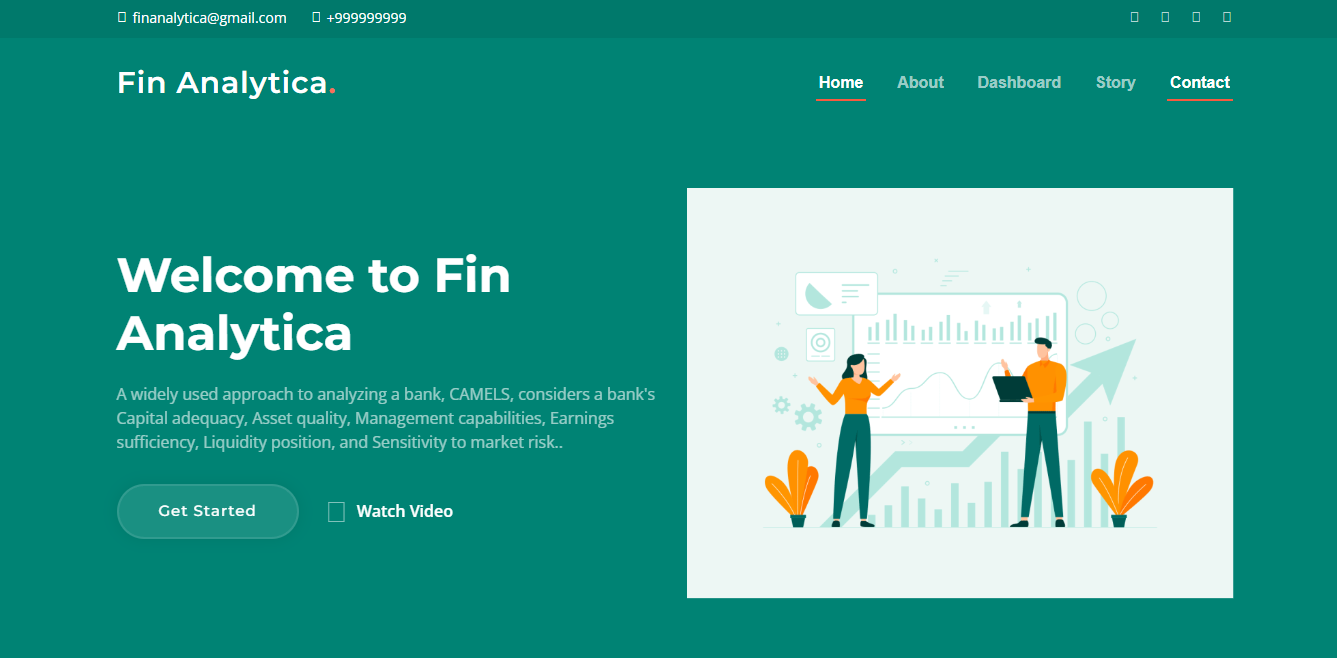 finanalytica@gmail.com +999999999
Fin Analytica.
Home About Dashboard Story Contact
Welcome to Fin
Analytica
A widely used approach to analyzing a bank, CAMELS, considers a bank's
Capital adequacy, Asset quality, Management capabilities, Earnings
sufficiency, Liquidity position, and Sensitivity to market risk..
Get Started
Watch Video